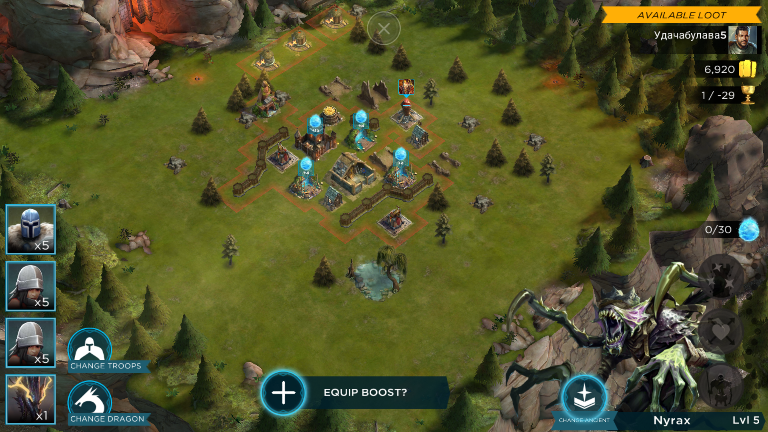 AVAILABLE LOOT
Удачабулава5
6,920
1 / -29
0/30
x5
x5
x5
x1
CHANGE TROOPS
CHANGE DRAGON
EQUIP BOOST?
CHANGE ANCIENT
Nyrax Lvl 5